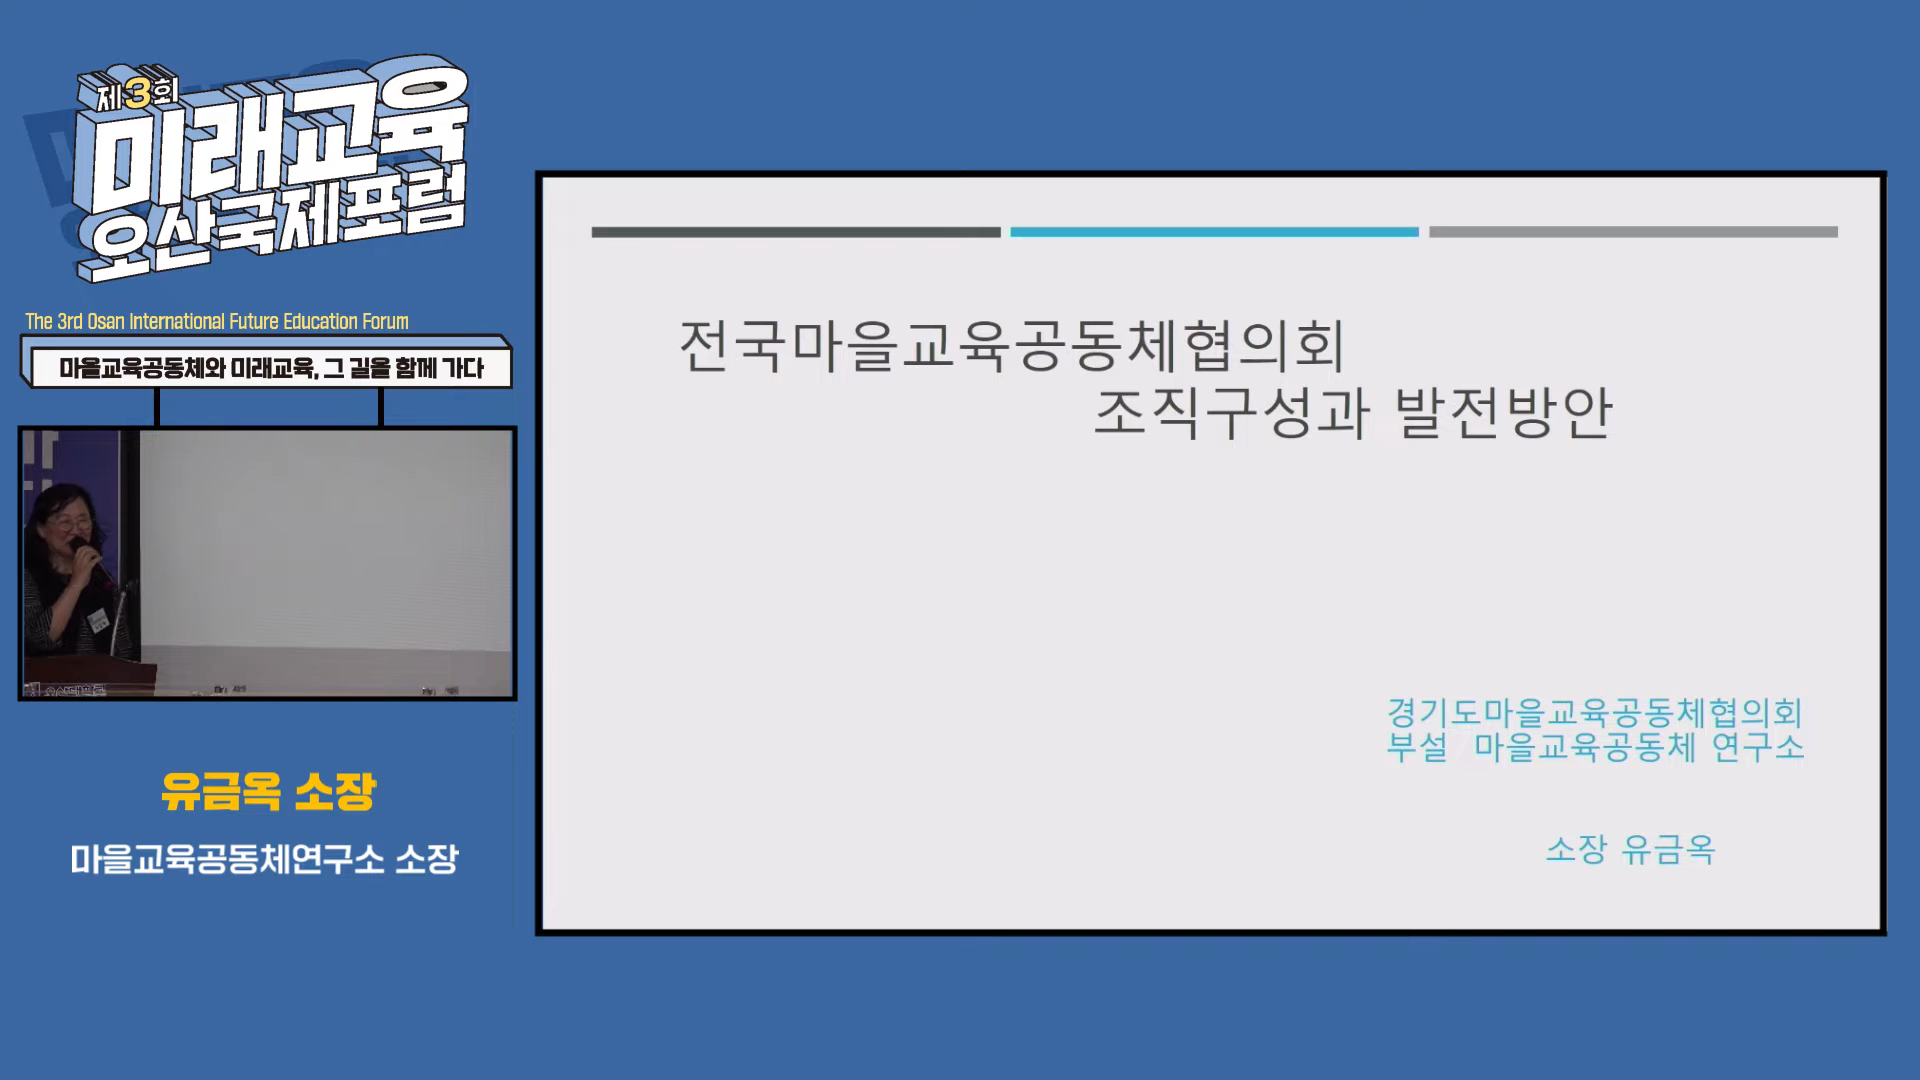 제3회
미래교육
오산국제포럼
The 3rd Osan International Future Education Forum
마을교육공동체와 미래교육, 그 길을 함께 가다
유금옥 소장
마을교육공동체연구소 소장
전국마을교육공동체협의회
조직구성과 발전방안
경기도마을교육공동체협의회
부설 마을교육공동체 연구소
소장 유금옥